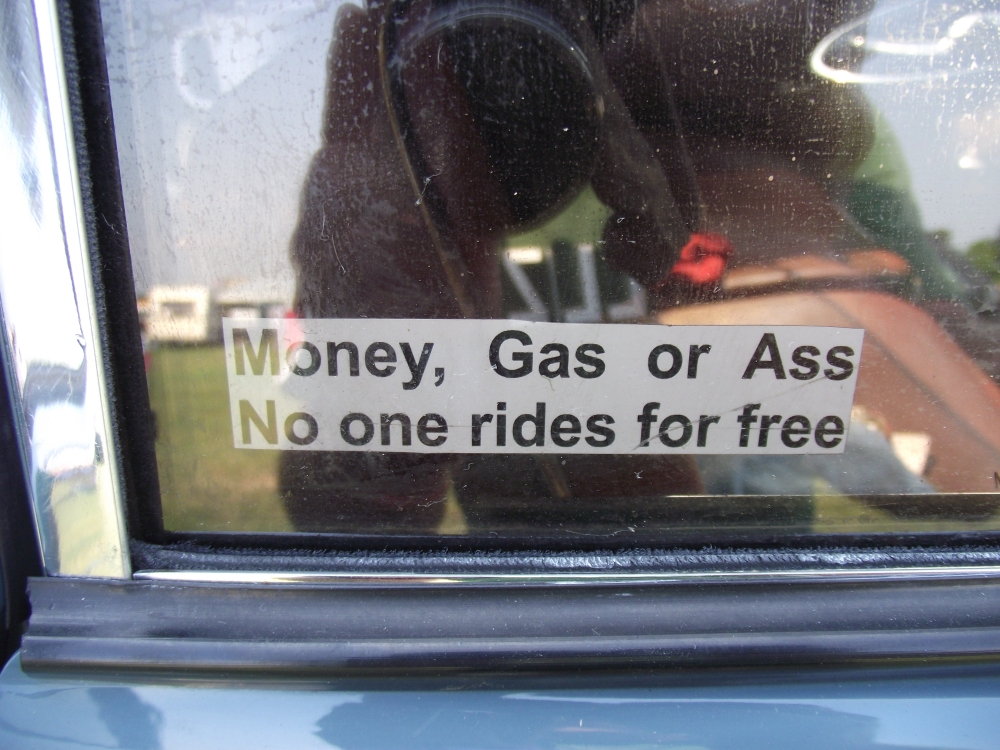 Money, Gas or Ass
No one rides for free